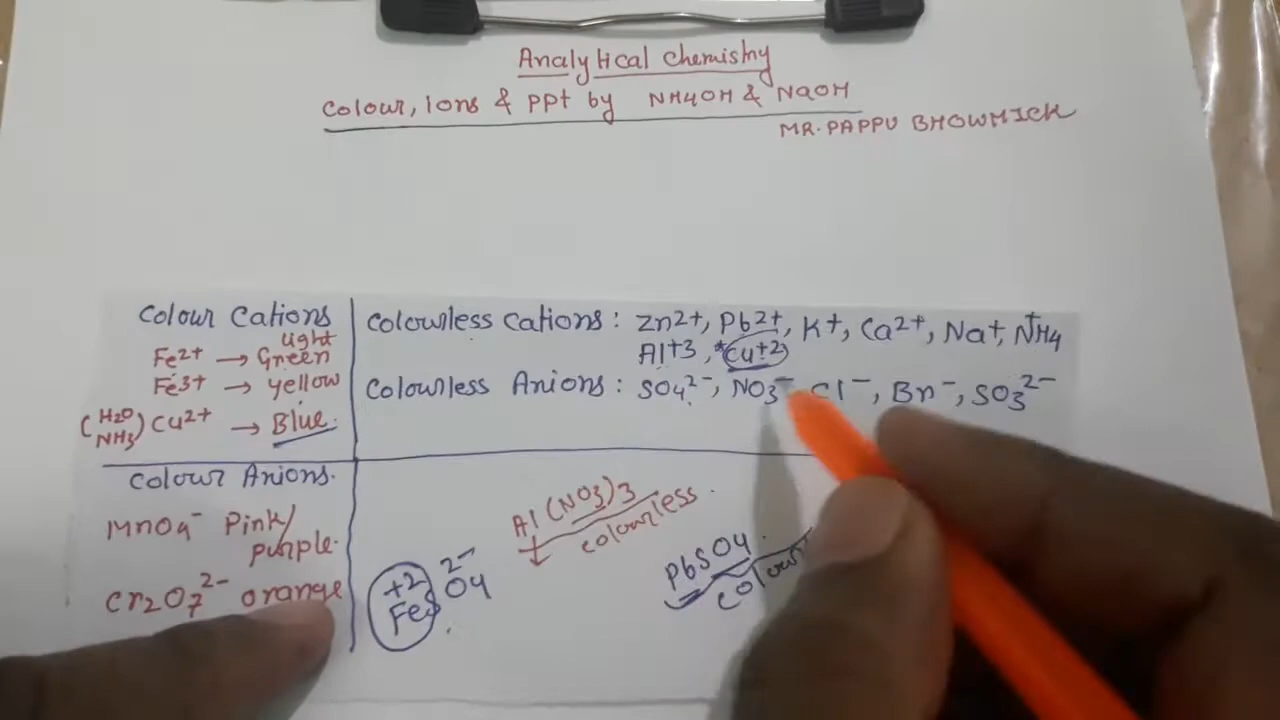 Analytical chemistry
Colour, Ions & PPt by NH4OH & NaOH
MR. PAPPU BHOWMICK
Colour Cations
light
Fe2+ → Green
Fe3+ → yellow
(H2O NH3) Cu2+ → Blue.
Colourless Cations : Zn2+, Pb2+, K+, Ca2+, Na+, NH4+
Al+3, *Cu+2
Colourless Anions : SO4 2-, NO3-, Cl-, Br-, SO3 2-
Colour Anions.
MnO4- Pink/
purple.
Cr2O7 2- orange
+2 2-
FeSO4
Al(NO3)3
colourless.
PbSO4.